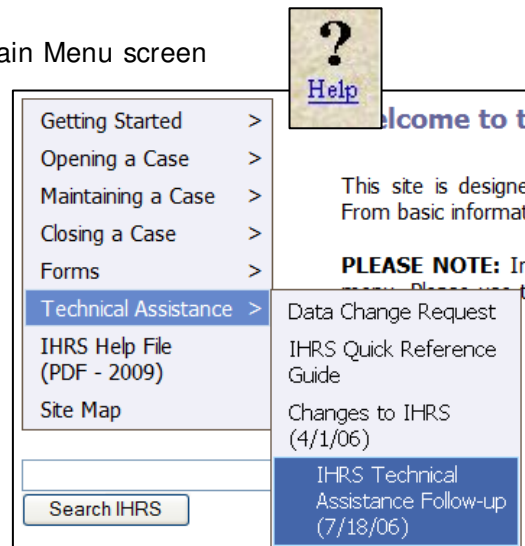 ain Menu screen
?
Help
Getting Started >
Opening a Case >
Maintaining a Case >
Closing a Case >
Forms >
Technical Assistance >
IHRS Help File
(PDF - 2009)
Site Map
Search IHRS
lcome to t
This site is designe
From basic informat
PLEASE NOTE: In
Data Change Request
IHRS Quick Reference
Guide
Changes to IHRS
(4/1/06)
IHRS Technical
Assistance Follow-up
(7/18/06)